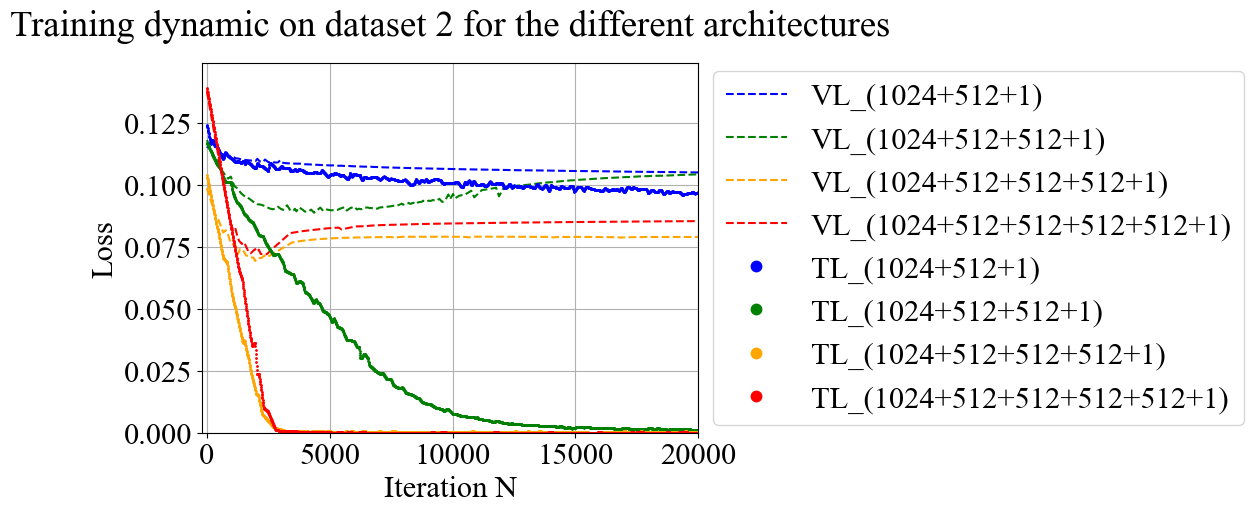 Training dynamic on dataset 2 for the different architectures
0.125
0.100
0.075
0.050
0.025
0.000
Loss
0
5000
10000
15000
20000
Iteration N
VL_(1024+512+1)
VL_(1024+512+512+1)
VL_(1024+512+512+512+1)
VL_(1024+512+512+512+512+1)
TL_(1024+512+1)
TL_(1024+512+512+1)
TL_(1024+512+512+512+1)
TL_(1024+512+512+512+512+1)